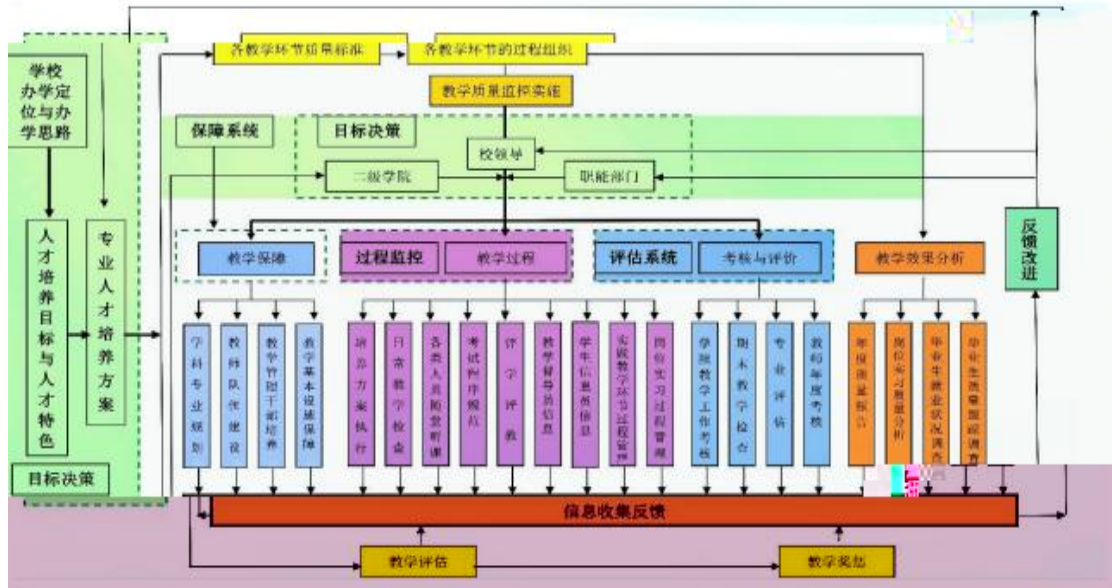 各教学环节质量标准
各教学环节的过程组织
学校
办学定
位与办
学思路
教学质量监控实施
保障系统
目标决策
校领导
二级学院
职能部门
人才培养目标与人才特色
专业人才培养方案
教学保障
过程监控
教学过程
评估系统
考核与评价
教学效果分析
反馈改进
学科专业规划
教师队伍建设
教学管理干部培养
教学基本设施保障
培养方案执行
日常教学检查
各类人员随堂听课
考试程序规范
评学评教
教学督导员信息
学生信息员信息
实践教学环节过程管理
岗位实习过程管理
学院教学工作考核
期末教学检查
专业评估
教师年度考核
年度质量报告
岗位实习质量分析
毕业生就业状况调查
毕业生质量跟踪调查
目标决策
信息收集反馈
教学评估
教学奖惩